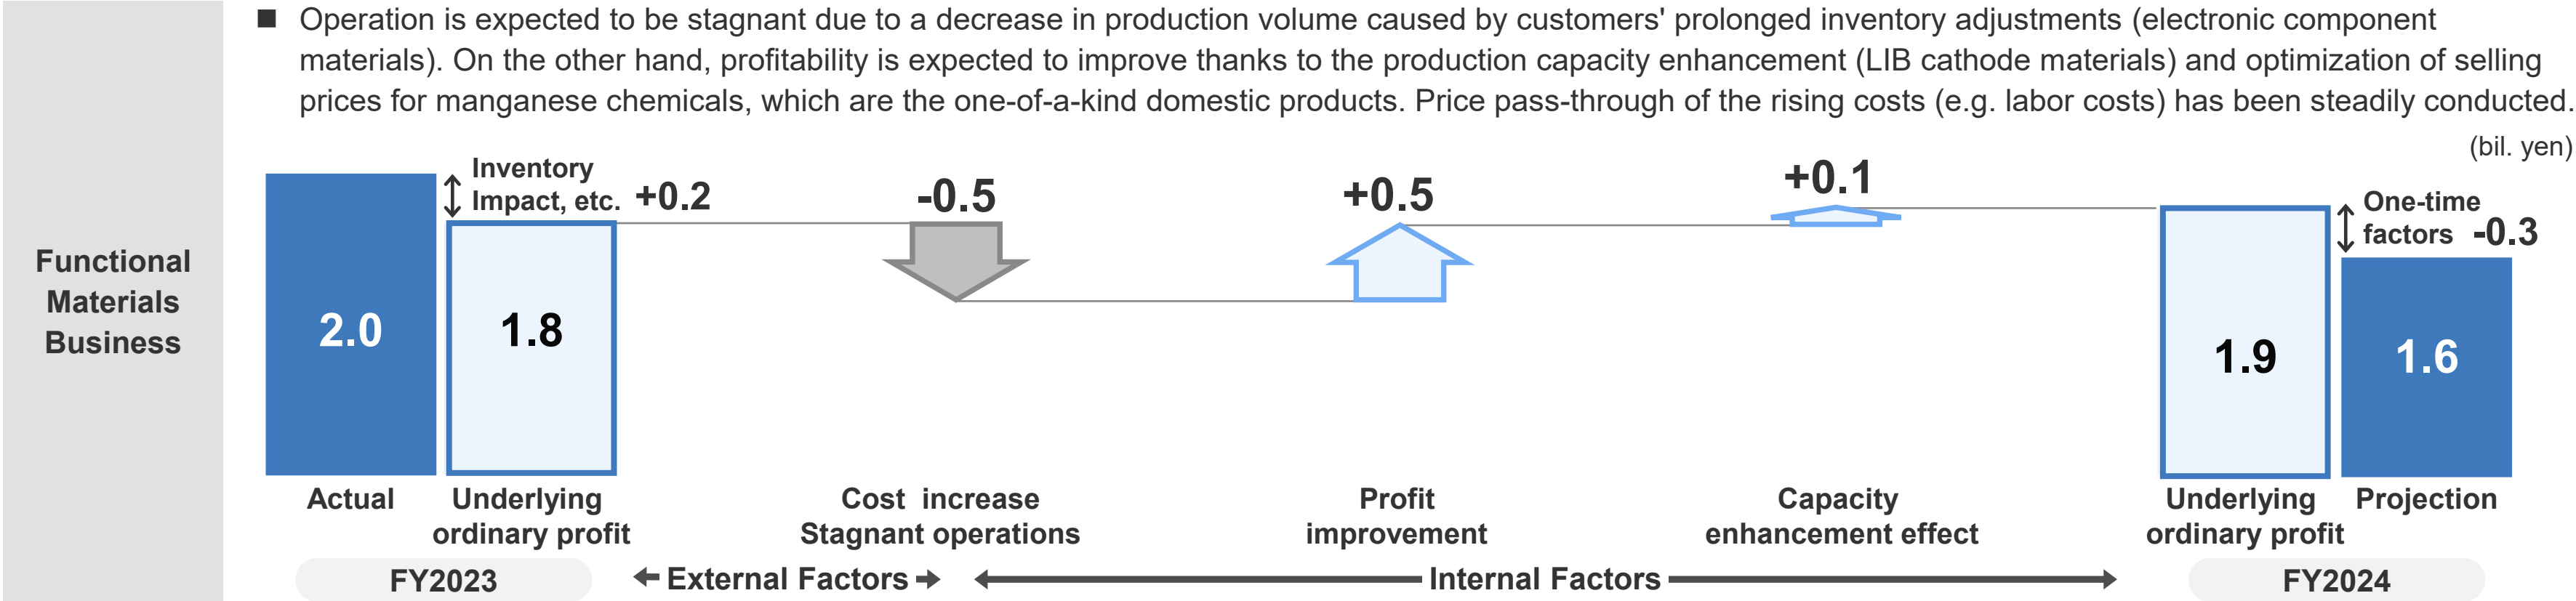 ■ Operation is expected to be stagnant due to a decrease in production volume caused by customers' prolonged inventory adjustments (electronic component
materials). On the other hand, profitability is expected to improve thanks to the production capacity enhancement (LIB cathode materials) and optimization of selling
prices for manganese chemicals, which are the one-of-a-kind domestic products. Price pass-through of the rising costs (e.g. labor costs) has been steadily conducted.
(bil. yen)
Functional
Materials
Business
Inventory
Impact, etc. +0.2
-0.5
+0.5
+0.1
One-time
factors -0.3
2.0
1.8
1.9
1.6
Actual
Underlying
ordinary profit
Cost increase
Stagnant operations
Profit
improvement
Capacity
enhancement effect
Underlying
ordinary profit
Projection
FY2023
External Factors
Internal Factors
FY2024